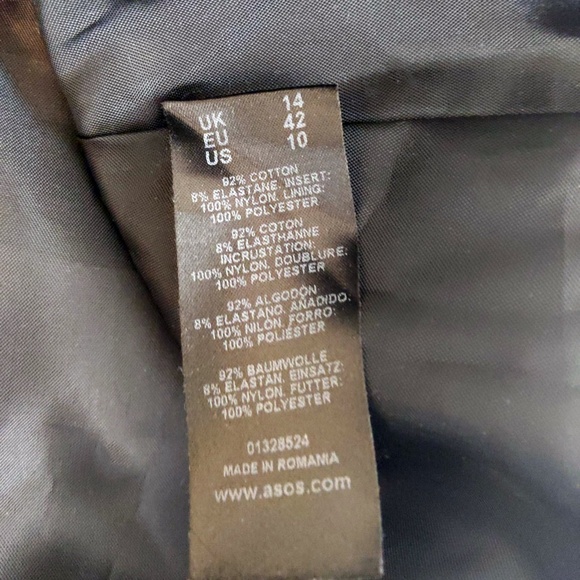 UK 14
EU 42
US 10
92% COTTON
8% ELASTANE. INSERT:
100% NYLON. LINING:
100% POLYESTER
92% COTON
8% ELASTHANNE
INCRUSTATION:
100% NYLON. DOUBLURE:
100% POLYESTER
92% ALGODÓN
8% ELASTANO. AÑADIDO:
100% NILÓN. FORRO:
100% POLIÉSTER
92% BAUMWOLLE
8% ELASTAN. EINSATZ:
100% NYLON. FUTTER:
100% POLYESTER
01328524
MADE IN ROMANIA
www.asos.com